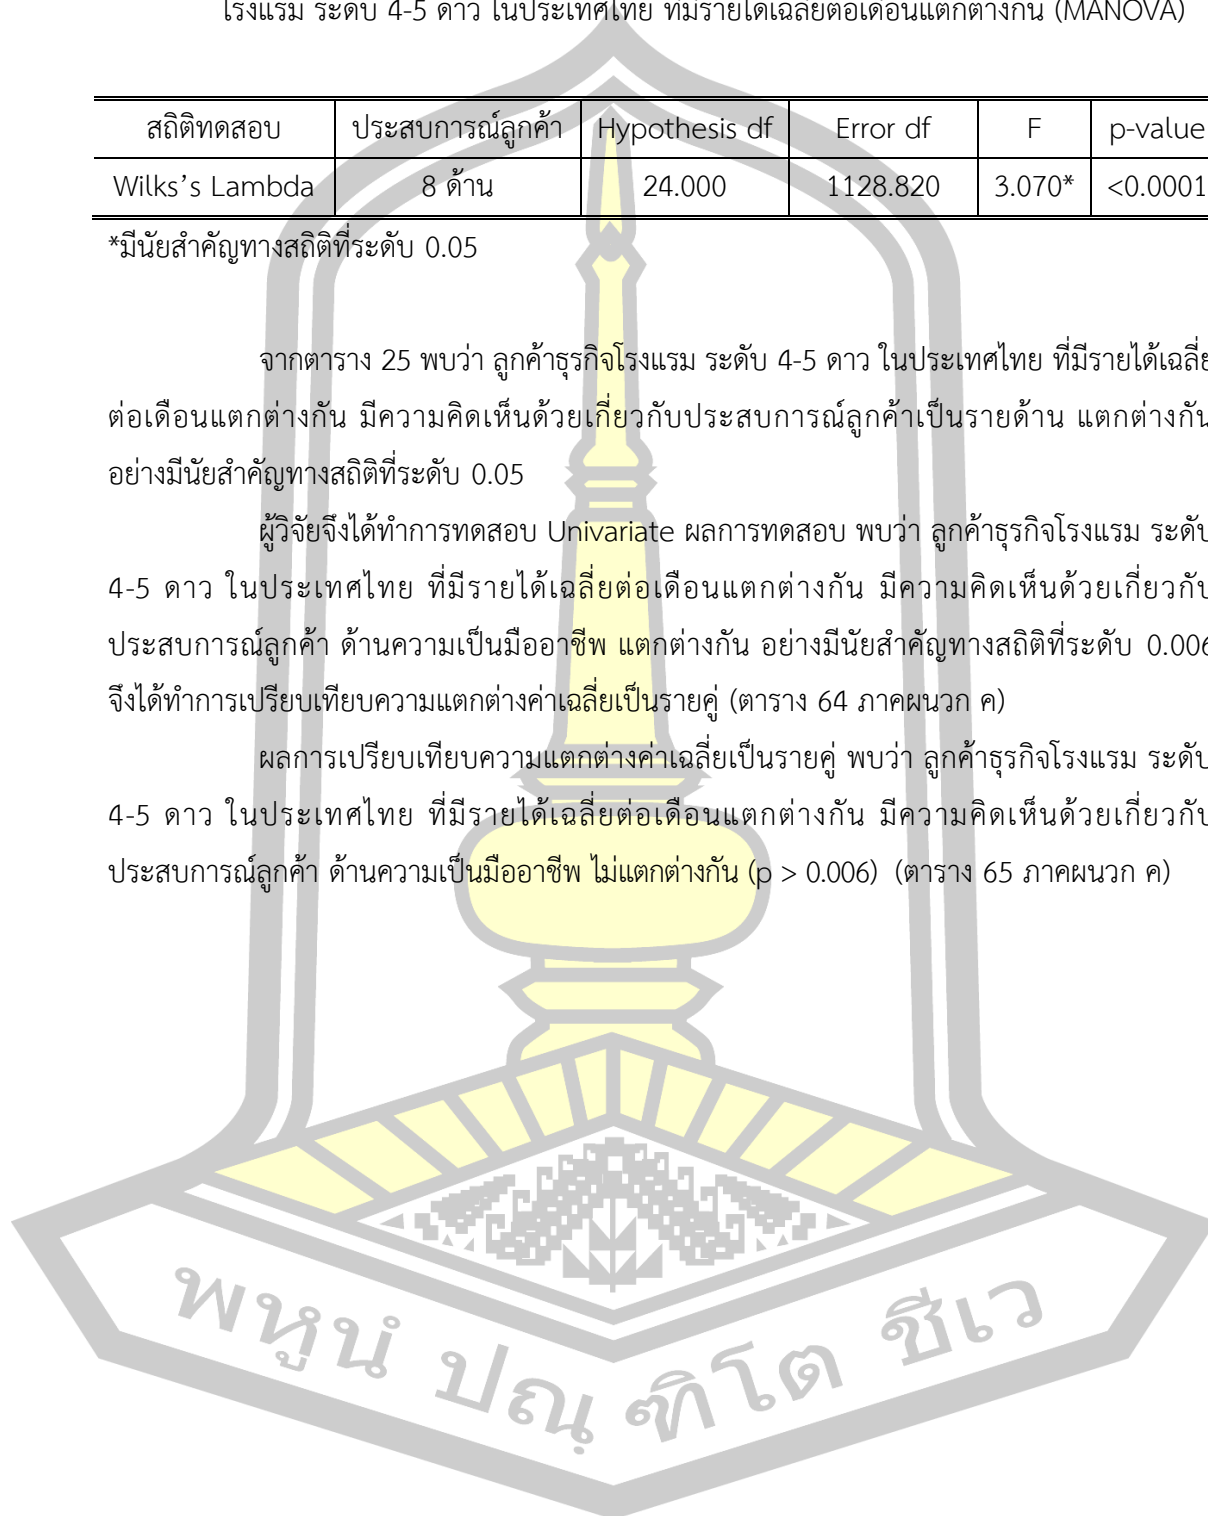 โรงแรม ระดับ 4-5 ดาว ในประเทศไทย ที่มีรายได้เฉลี่ยต่อเดือนแตกต่างกัน (MANOVA)
สถิติทดสอบ ประสบการณ์ลูกค้า Hypothesis df Error df F p-value
Wilks's Lambda 8 ด้าน 24.000 1128.820 3.070* <0.0001
*มีนัยสำคัญทางสถิติที่ระดับ 0.05
จากตาราง 25 พบว่า ลูกค้าธุรกิจโรงแรม ระดับ 4-5 ดาว ในประเทศไทย ที่มีรายได้เฉลี่ย
ต่อเดือนแตกต่างกัน มีความคิดเห็นด้วยเกี่ยวกับประสบการณ์ลูกค้าเป็นรายด้าน แตกต่างกัน
อย่างมีนัยสำคัญทางสถิติที่ระดับ 0.05
ผู้วิจัยจึงได้ทำการทดสอบ Univariate ผลการทดสอบ พบว่า ลูกค้าธุรกิจโรงแรม ระดับ
4-5 ดาว ในประเทศไทย ที่มีรายได้เฉลี่ยต่อเดือนแตกต่างกัน มีความคิดเห็นด้วยเกี่ยวกับ
ประสบการณ์ลูกค้า ด้านความเป็นมืออาชีพ แตกต่างกัน อย่างมีนัยสำคัญทางสถิติที่ระดับ 0.006
จึงได้ทำการเปรียบเทียบความแตกต่างค่าเฉลี่ยเป็นรายคู่ (ตาราง 64 ภาคผนวก ค)
ผลการเปรียบเทียบความแตกต่างค่าเฉลี่ยเป็นรายคู่ พบว่า ลูกค้าธุรกิจโรงแรม ระดับ
4-5 ดาว ในประเทศไทย ที่มีรายได้เฉลี่ยต่อเดือนแตกต่างกัน มีความคิดเห็นด้วยเกี่ยวกับ
ประสบการณ์ลูกค้า ด้านความเป็นมืออาชีพ ไม่แตกต่างกัน (p > 0.006) (ตาราง 65 ภาคผนวก ค)
พหูนํ ปณฺฑิโต ชีเว